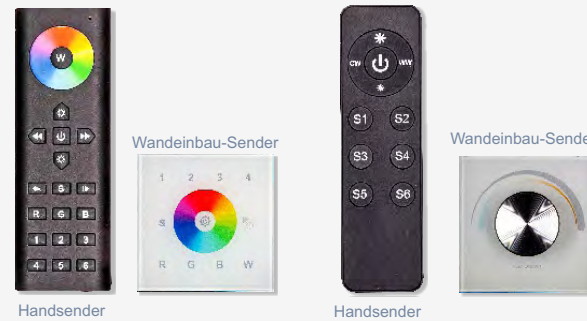 W
R G B
1 2 3
4 5 6
S
Handsender
Wandeinbau-Sender
1 2 3 4
S
R G B W
CW WW
S1 S2
S3 S4
S5 S6
Handsender
Wandeinbau-Sende